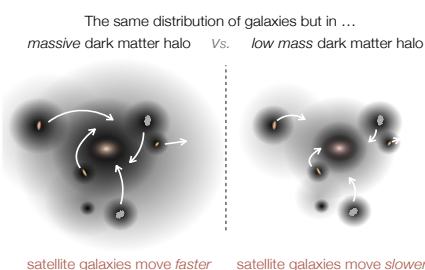 The same distribution of galaxies but in ...
massive dark matter halo Vs. low mass dark matter halo
satellite galaxies move faster satellite galaxies move slower